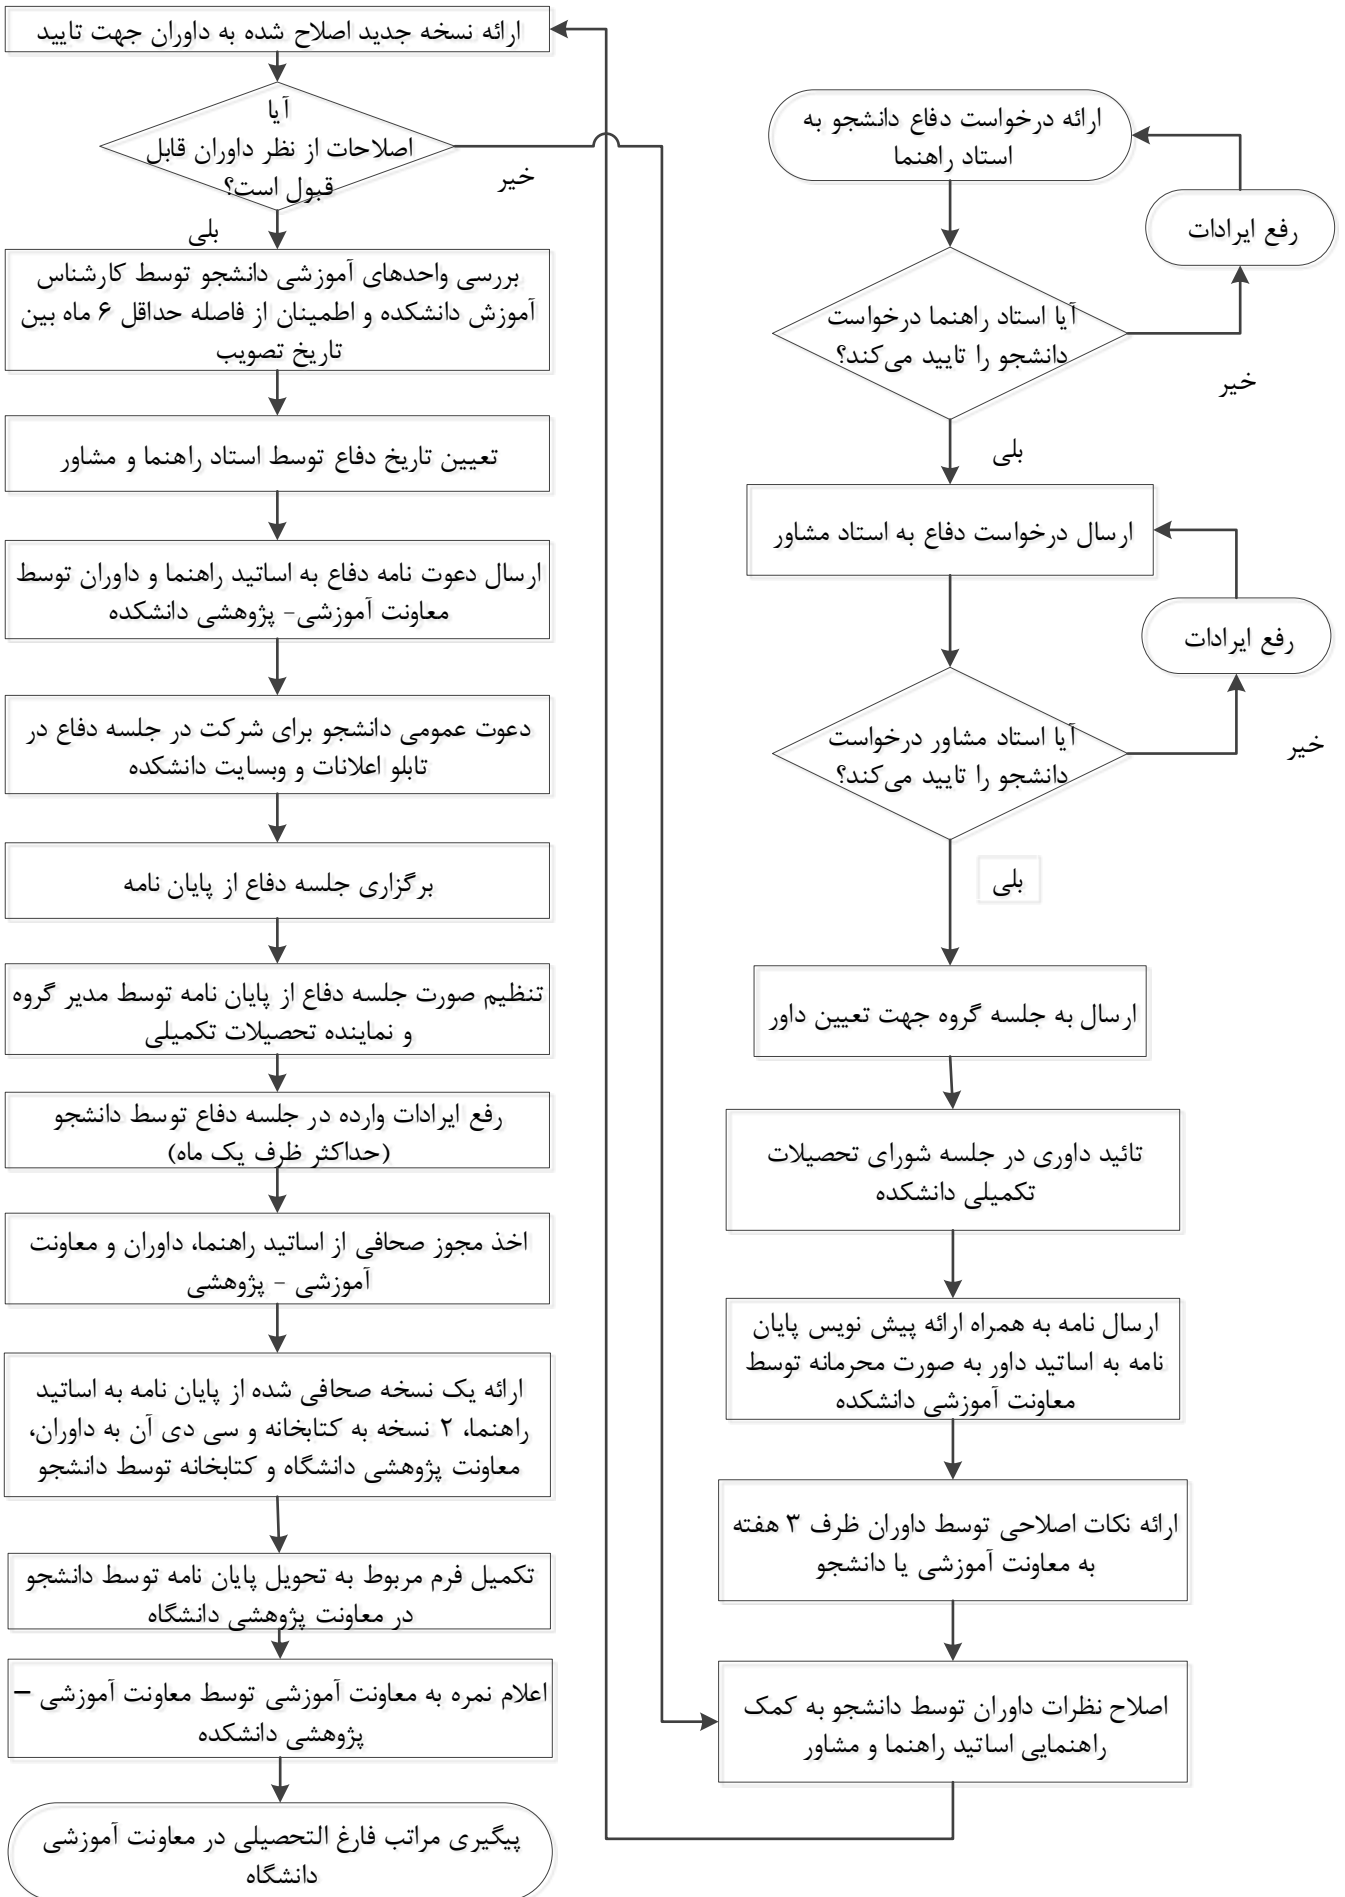 ارائه درخواست دفاع دانشجو به
استاد راهنما
رفع ایرادات
آیا استاد راهنما درخواست
دانشجو را تایید می‌کند؟
خیر
بلی
ارسال درخواست دفاع به استاد مشاور
رفع ایرادات
آیا استاد مشاور درخواست
دانشجو را تایید می‌کند؟
خیر
بلی
ارسال به جلسه گروه جهت تعیین داور
تائید داوری در جلسه شورای تحصیلات
تکمیلی دانشکده
ارسال نامه به همراه ارائه پیش نویس پایان
نامه به اساتید داور به صورت محرمانه توسط
معاونت آموزشی دانشکده
ارائه نکات اصلاحی توسط داوران ظرف ۳ هفته
به معاونت آموزشی یا دانشجو
اصلاح نظرات داوران توسط دانشجو به کمک
راهنمایی اساتید راهنما و مشاور
ارائه نسخه جدید اصلاح شده به داوران جهت تایید
آیا
اصلاحات از نظر داوران قابل
قبول است؟
خیر
بلی
بررسی واحدهای آموزشی دانشجو توسط کارشناس
آموزش دانشکده و اطمینان از فاصله حداقل ۶ ماه بین
تاریخ تصویب
تعیین تاریخ دفاع توسط استاد راهنما و مشاور
ارسال دعوت نامه دفاع به اساتید راهنما و داوران توسط
معاونت آموزشی- پژوهشی دانشکده
دعوت عمومی دانشجو برای شرکت در جلسه دفاع در
تابلو اعلانات و وبسایت دانشکده
برگزاری جلسه دفاع از پایان نامه
تنظیم صورت جلسه دفاع از پایان نامه توسط مدیر گروه
و نماینده تحصیلات تکمیلی
رفع ایرادات وارده در جلسه دفاع توسط دانشجو
(حداکثر ظرف یک ماه)
اخذ مجوز صحافی از اساتید راهنما، داوران و معاونت
آموزشی - پژوهشی
ارائه یک نسخه صحافی شده از پایان نامه به اساتید
راهنما، ۲ نسخه به کتابخانه و سی دی آن به داوران،
معاونت پژوهشی دانشگاه و کتابخانه توسط دانشجو
تکمیل فرم مربوط به تحویل پایان نامه توسط دانشجو
در معاونت پژوهشی دانشگاه
اعلام نمره به معاونت آموزشی توسط معاونت آموزشی –
پژوهشی دانشکده
پیگیری مراتب فارغ التحصیلی در معاونت آموزشی
دانشگاه